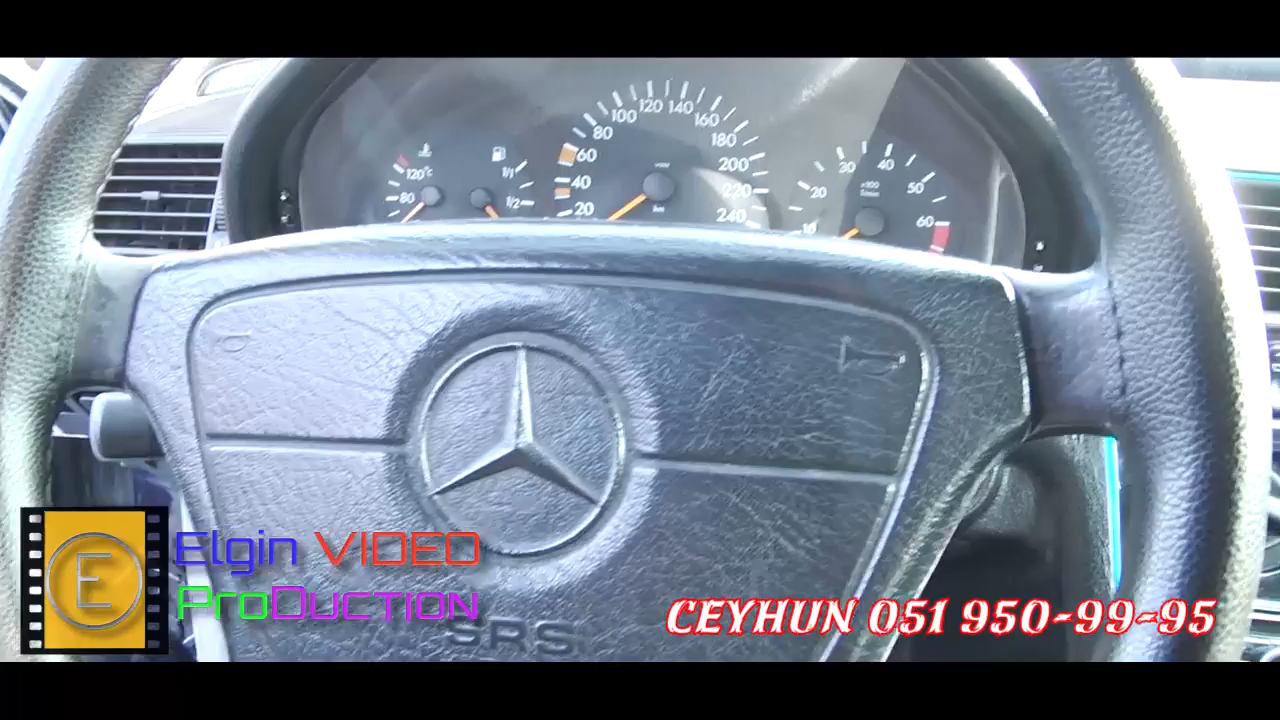 120 140
100 160
80 180
60 200
40 220
20 240
120°C
80
1/1
1/2
km
10 20 30 40 50 60
×100
1/min
E
Elgin VIDEO
ProDUCTION
SRS
CEYHUN 051 950-99-95